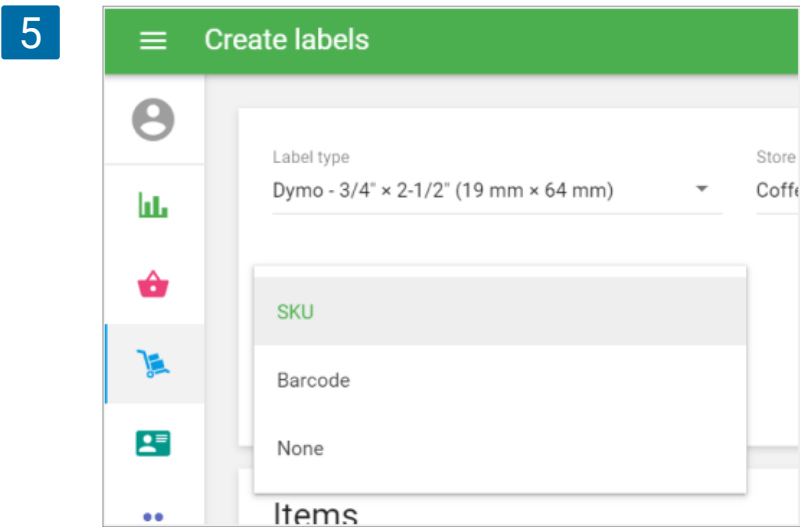 5
Create labels
Label type
Store
Dymo - 3/4" × 2-1/2" (19 mm × 64 mm)
SKU
Barcode
None
Items